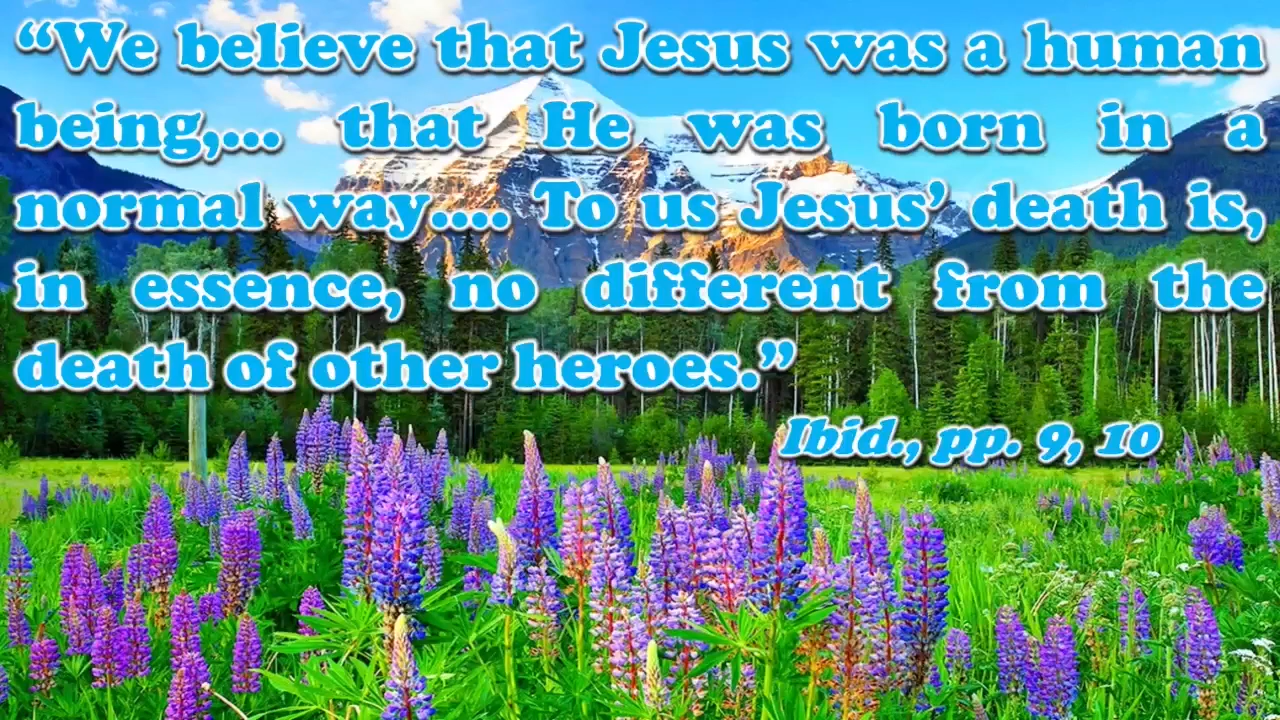 “We believe that Jesus was a human
being,... that He was born in a
normal way.... To us Jesus’ death is,
in essence, no different from the
death of other heroes.”
Ibid., pp. 9, 10